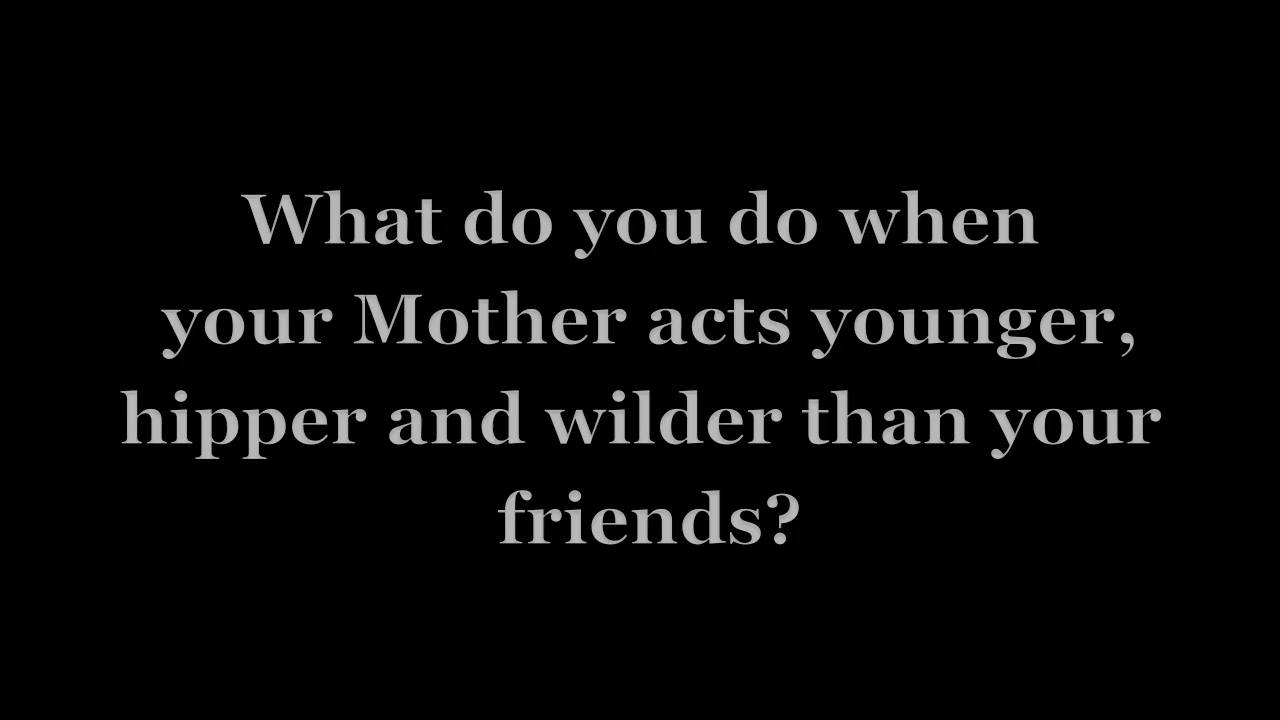 What do you do when
your Mother acts younger,
hipper and wilder than your
friends?